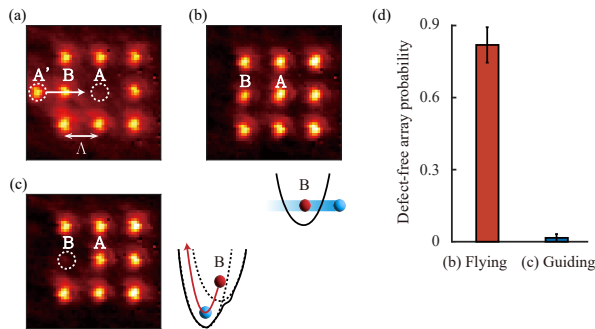 (a)
A' B A
Λ
(b)
B A
(c)
B
A
B
B
(d)
Defect-free array probability
0.9
0.6
0.3
0
(b) Flying (c) Guiding